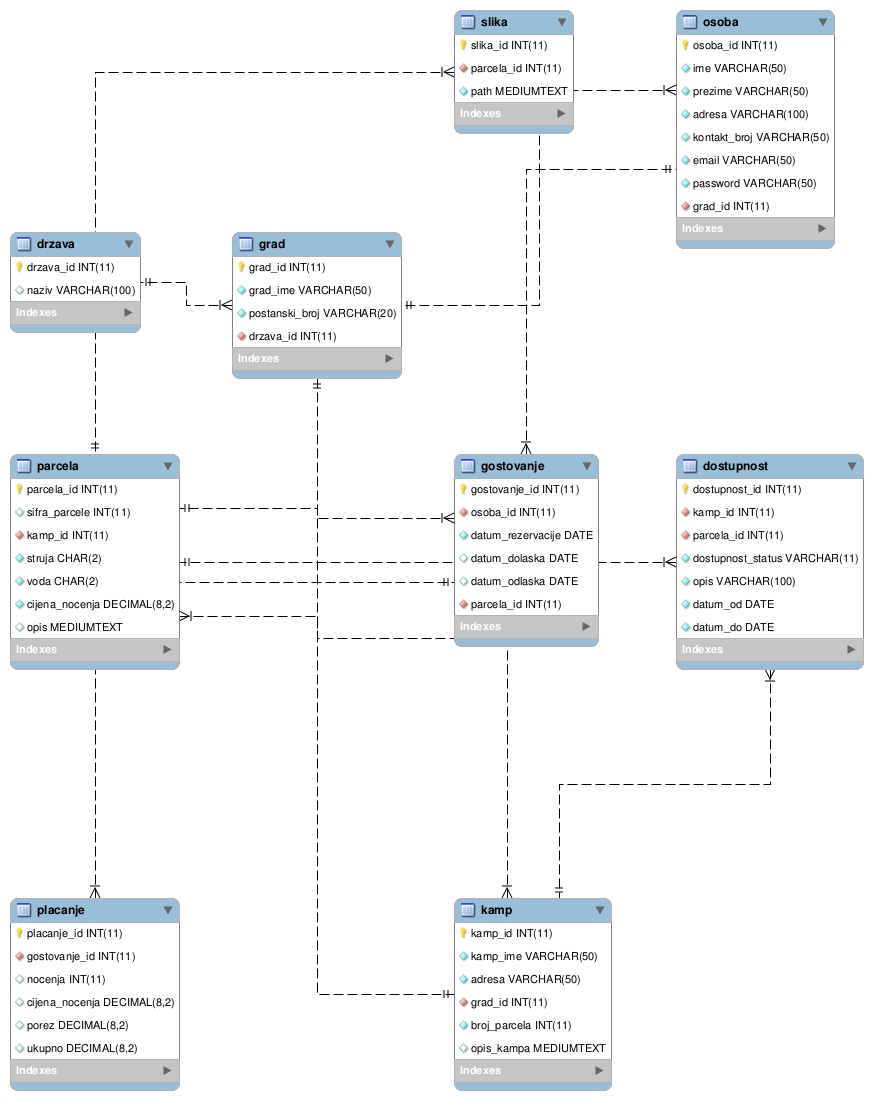 slika
slika_id INT(11)
parcela_id INT(11)
path MEDIUMTEXT
Indexes
osoba
osoba_id INT(11)
ime VARCHAR(50)
prezime VARCHAR(50)
adresa VARCHAR(100)
kontakt_broj VARCHAR(50)
email VARCHAR(50)
password VARCHAR(50)
grad_id INT(11)
Indexes
drzava
drzava_id INT(11)
naziv VARCHAR(100)
Indexes
grad
grad_id INT(11)
grad_ime VARCHAR(50)
postanski_broj VARCHAR(20)
drzava_id INT(11)
Indexes
parcela
parcela_id INT(11)
sifra_parcele INT(11)
kamp_id INT(11)
struja CHAR(2)
voda CHAR(2)
cijena_nocenja DECIMAL(8,2)
opis MEDIUMTEXT
Indexes
gostovanje
gostovanje_id INT(11)
osoba_id INT(11)
datum_rezervacije DATE
datum_dolaska DATE
datum_odlaska DATE
parcela_id INT(11)
Indexes
dostupnost
dostupnost_id INT(11)
kamp_id INT(11)
parcela_id INT(11)
dostupnost_status VARCHAR(11)
opis VARCHAR(100)
datum_od DATE
datum_do DATE
Indexes
placanje
placanje_id INT(11)
gostovanje_id INT(11)
nocenja INT(11)
cijena_nocenja DECIMAL(8,2)
porez DECIMAL(8,2)
ukupno DECIMAL(8,2)
Indexes
kamp
kamp_id INT(11)
kamp_ime VARCHAR(50)
adresa VARCHAR(50)
grad_id INT(11)
broj_parcela INT(11)
opis_kampa MEDIUMTEXT
Indexes